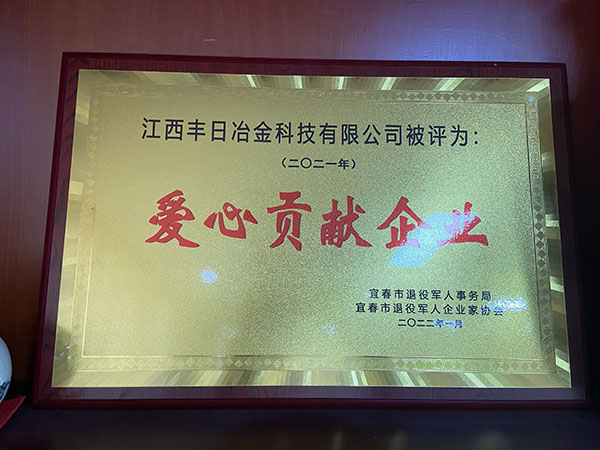 江西丰日冶金科技有限公司被评为：
（二〇二一年）
爱心贡献企业
宜春市退役军人事务局
宜春市退役军人企业家协会
二〇二二年一月